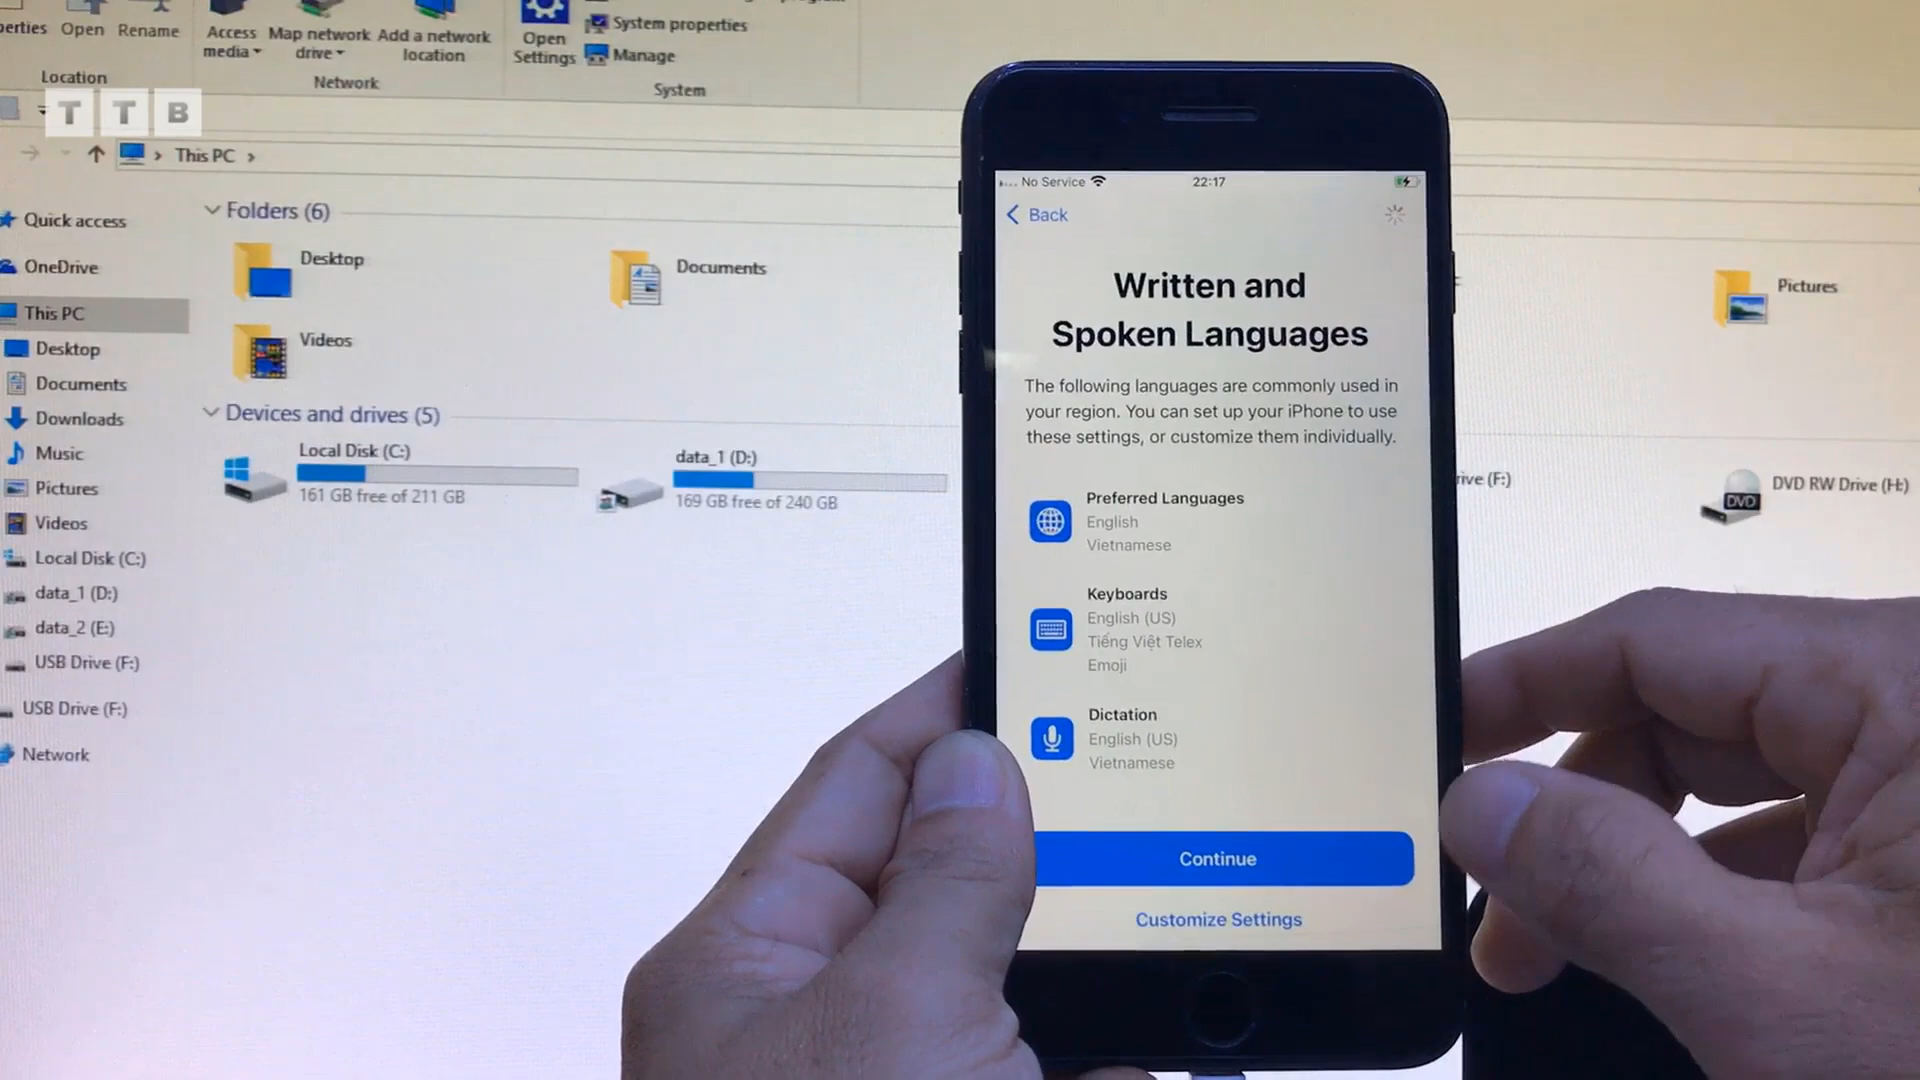 Open
Rename
Access
media
Map network
drive
Add a network
location
Open
Settings
System properties
Manage
Location
Network
System
T T B
This PC
Quick access
OneDrive
This PC
Desktop
Documents
Downloads
Music
Pictures
Videos
Local Disk (C:)
data_1 (D:)
data_2 (E:)
USB Drive (F:)
USB Drive (F:)
Network
Folders (6)
Desktop
Documents
Pictures
Videos
Devices and drives (5)
Local Disk (C:)
161 GB free of 211 GB
data_1 (D:)
169 GB free of 240 GB
(F:)
DVD RW Drive (H:)
DVD
No Service
22:17
Back
Written and
Spoken Languages
The following languages are commonly used in
your region. You can set up your iPhone to use
these settings, or customize them individually.
Preferred Languages
English
Vietnamese
Keyboards
English (US)
Tiếng Việt Telex
Emoji
Dictation
English (US)
Vietnamese
Continue
Customize Settings